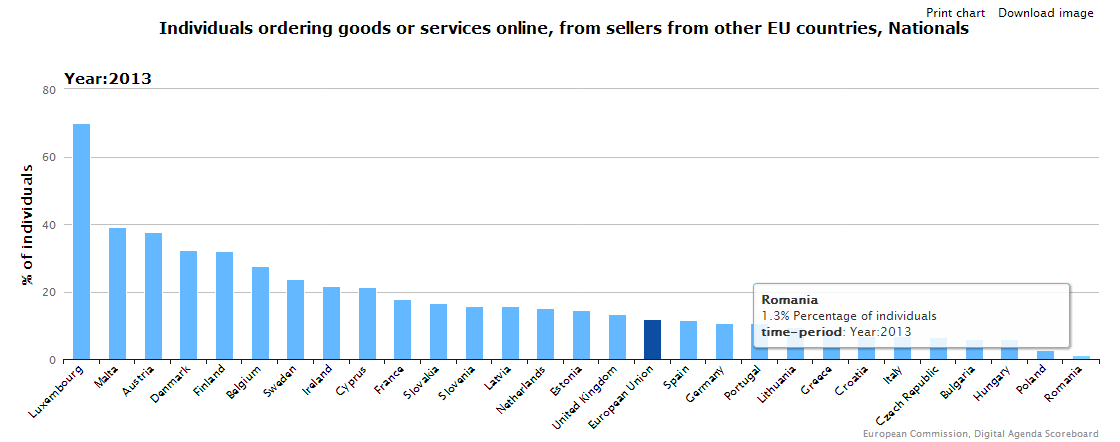 Print chart Download image
Individuals ordering goods or services online, from sellers from other EU countries, Nationals
Year:2013
80
60
40
20
0
% of individuals
Romania
1.3% Percentage of individuals
time-period: Year:2013
Luxembourg
Malta
Austria
Denmark
Finland
Belgium
Sweden
Ireland
Cyprus
France
Slovakia
Slovenia
Latvia
Netherlands
Estonia
United Kingdom
European Union
Spain
Germany
Portugal
Lithuania
Greece
Croatia
Italy
Czech Republic
Bulgaria
Hungary
Poland
Romania
European Commission, Digital Agenda Scoreboard